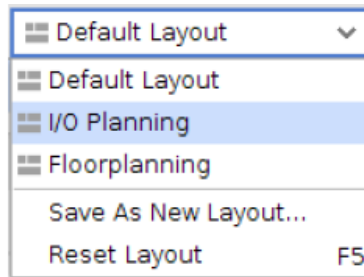 Default Layout
Default Layout
I/O Planning
Floorplanning
Save As New Layout...
Reset Layout F5